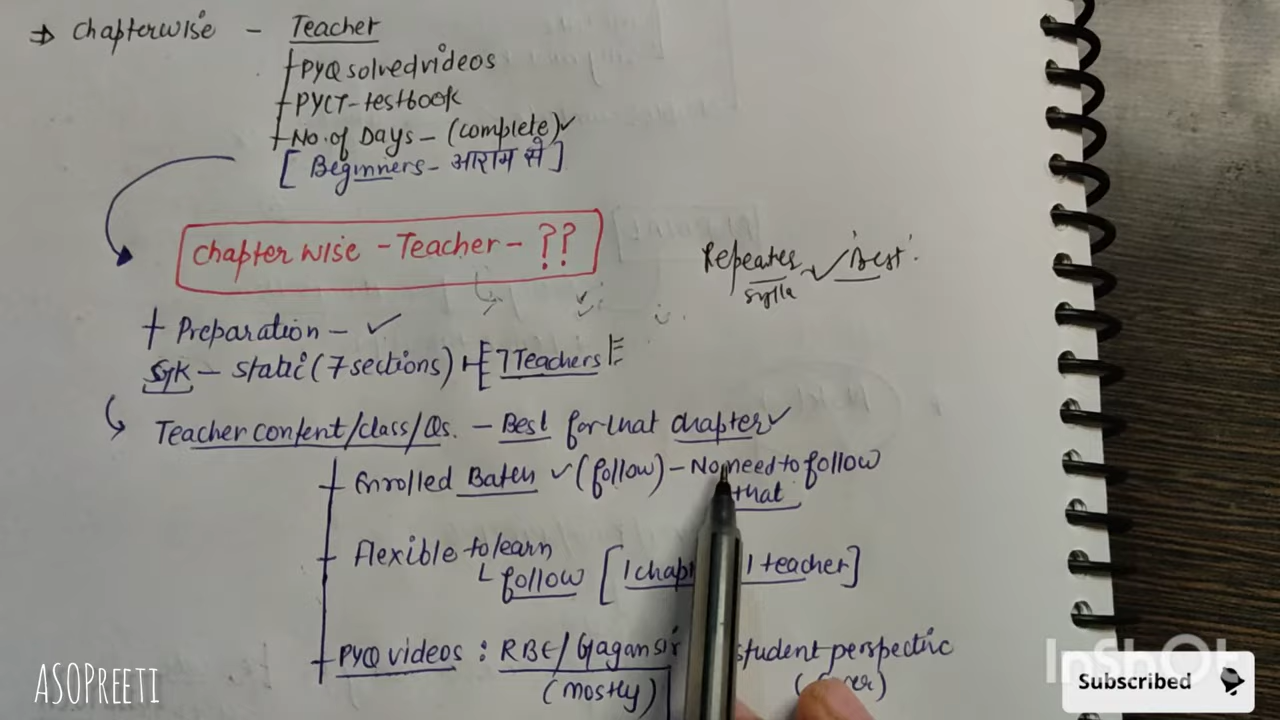 ⇒ Chapterwise - Teacher
PYQ solved videos
PYCT-testbook
No. of Days - (complete) ✓
[Beginners - आराम से]
Chapter wise - Teacher - ??
Repeater ✓ 'Best'
Sylla
+ Preparation - ✓
- static (7 sections) [7 Teachers]
Teacher content/class/Qs. - Best for that chapter ✓
Enrolled Batch ✓ (follow) - No need to follow
that
Flexible to learn
follow [1 chap 1 teacher]
PYQ videos : RBE/Gagan sir student perspective
(mostly)
ASOPREETI
InShOt
Subscribed